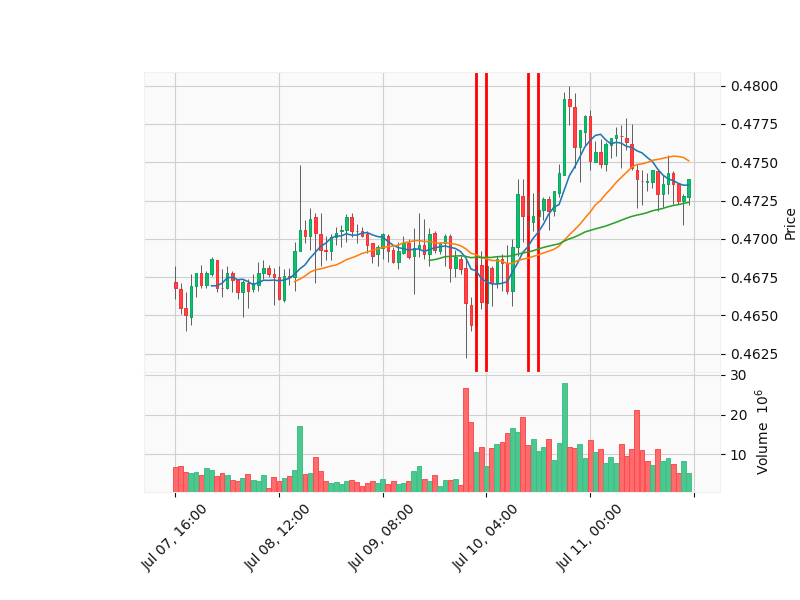 0.4800
0.4775
0.4750
0.4725
0.4700
0.4675
0.4650
0.4625
Price
30
20
10
Volume 10^6
Jul 07, 16:00
Jul 08, 12:00
Jul 09, 08:00
Jul 10, 04:00
Jul 11, 00:00